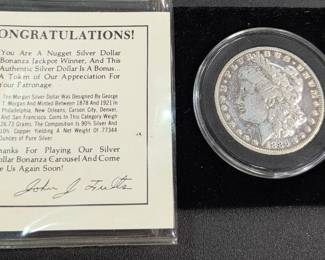 CONGRATULATIONS!
You Are A Nugget Silver Dollar
Bonanza Jackpot Winner, And This
Authentic Silver Dollar Is A Bonus...
A Token of Our Appreciation For
Your Patronage
The Morgan Silver Dollar Was Designed By George
T. Morgan And Minted Between 1878 And 1921 In
Philadelphia, New Orleans, Carson City, Denver,
And San Francisco. Coins In This Category Weigh
26.73 Grams. The Composition Is 90% Silver And
10% Copper Yielding A Net Weight Of .77344
Ounces of Pure Silver.
Thanks For Playing Our Silver
Dollar Bonanza Carousel And Come
See Us Again Soon!
John J